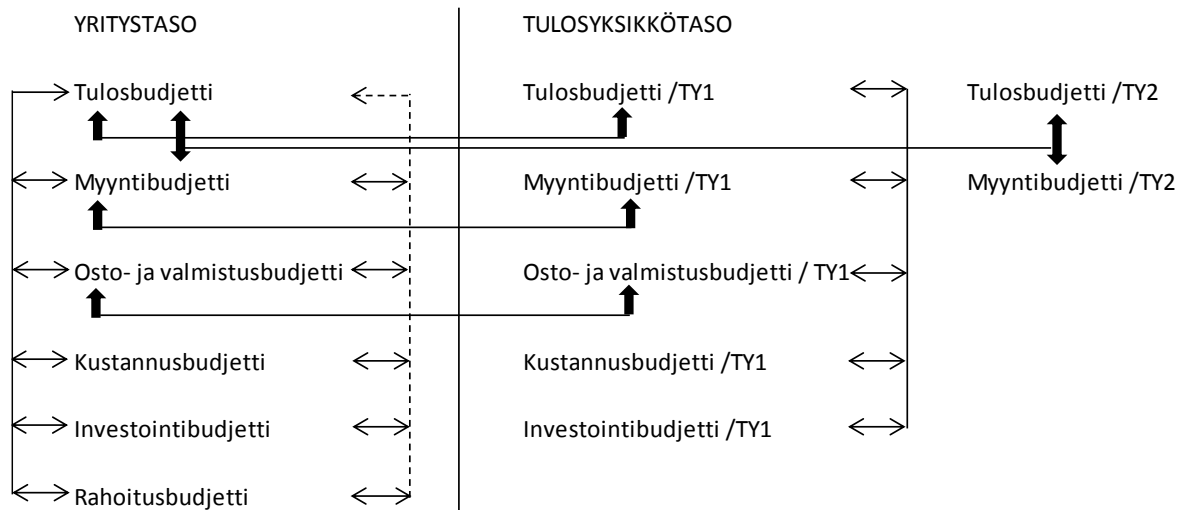 YRITYSTASO TULOSYKSIKKÖTASO
Tulosbudjetti Tulosbudjetti /TY1 Tulosbudjetti /TY2
Myyntibudjetti Myyntibudjetti /TY1 Myyntibudjetti /TY2
Osto- ja valmistusbudjetti Osto- ja valmistusbudjetti / TY1
Kustannusbudjetti Kustannusbudjetti /TY1
Investointibudjetti Investointibudjetti /TY1
Rahoitusbudjetti